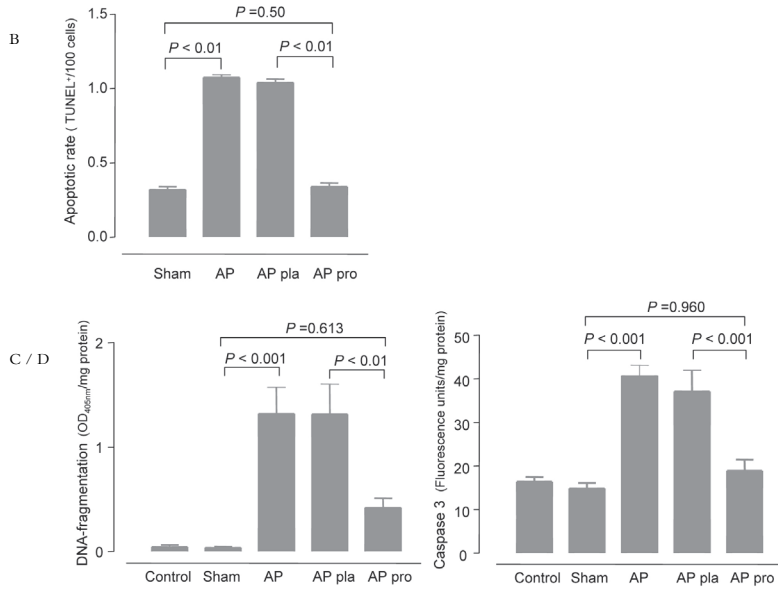 B
Apoptotic rate ( TUNEL⁺/100 cells)
1.5
1.0
0.5
0.0
P =0.50
P < 0.01
P < 0.01
Sham AP AP pla AP pro
C / D
DNA-fragmentation (OD405nm/mg protein)
2
1
0
P =0.613
P < 0.001
P < 0.01
Control Sham AP AP pla AP pro
Caspase 3 (Fluorescence units/mg protein)
50
40
30
20
10
0
P =0.960
P < 0.001
P < 0.001
Control Sham AP AP pla AP pro